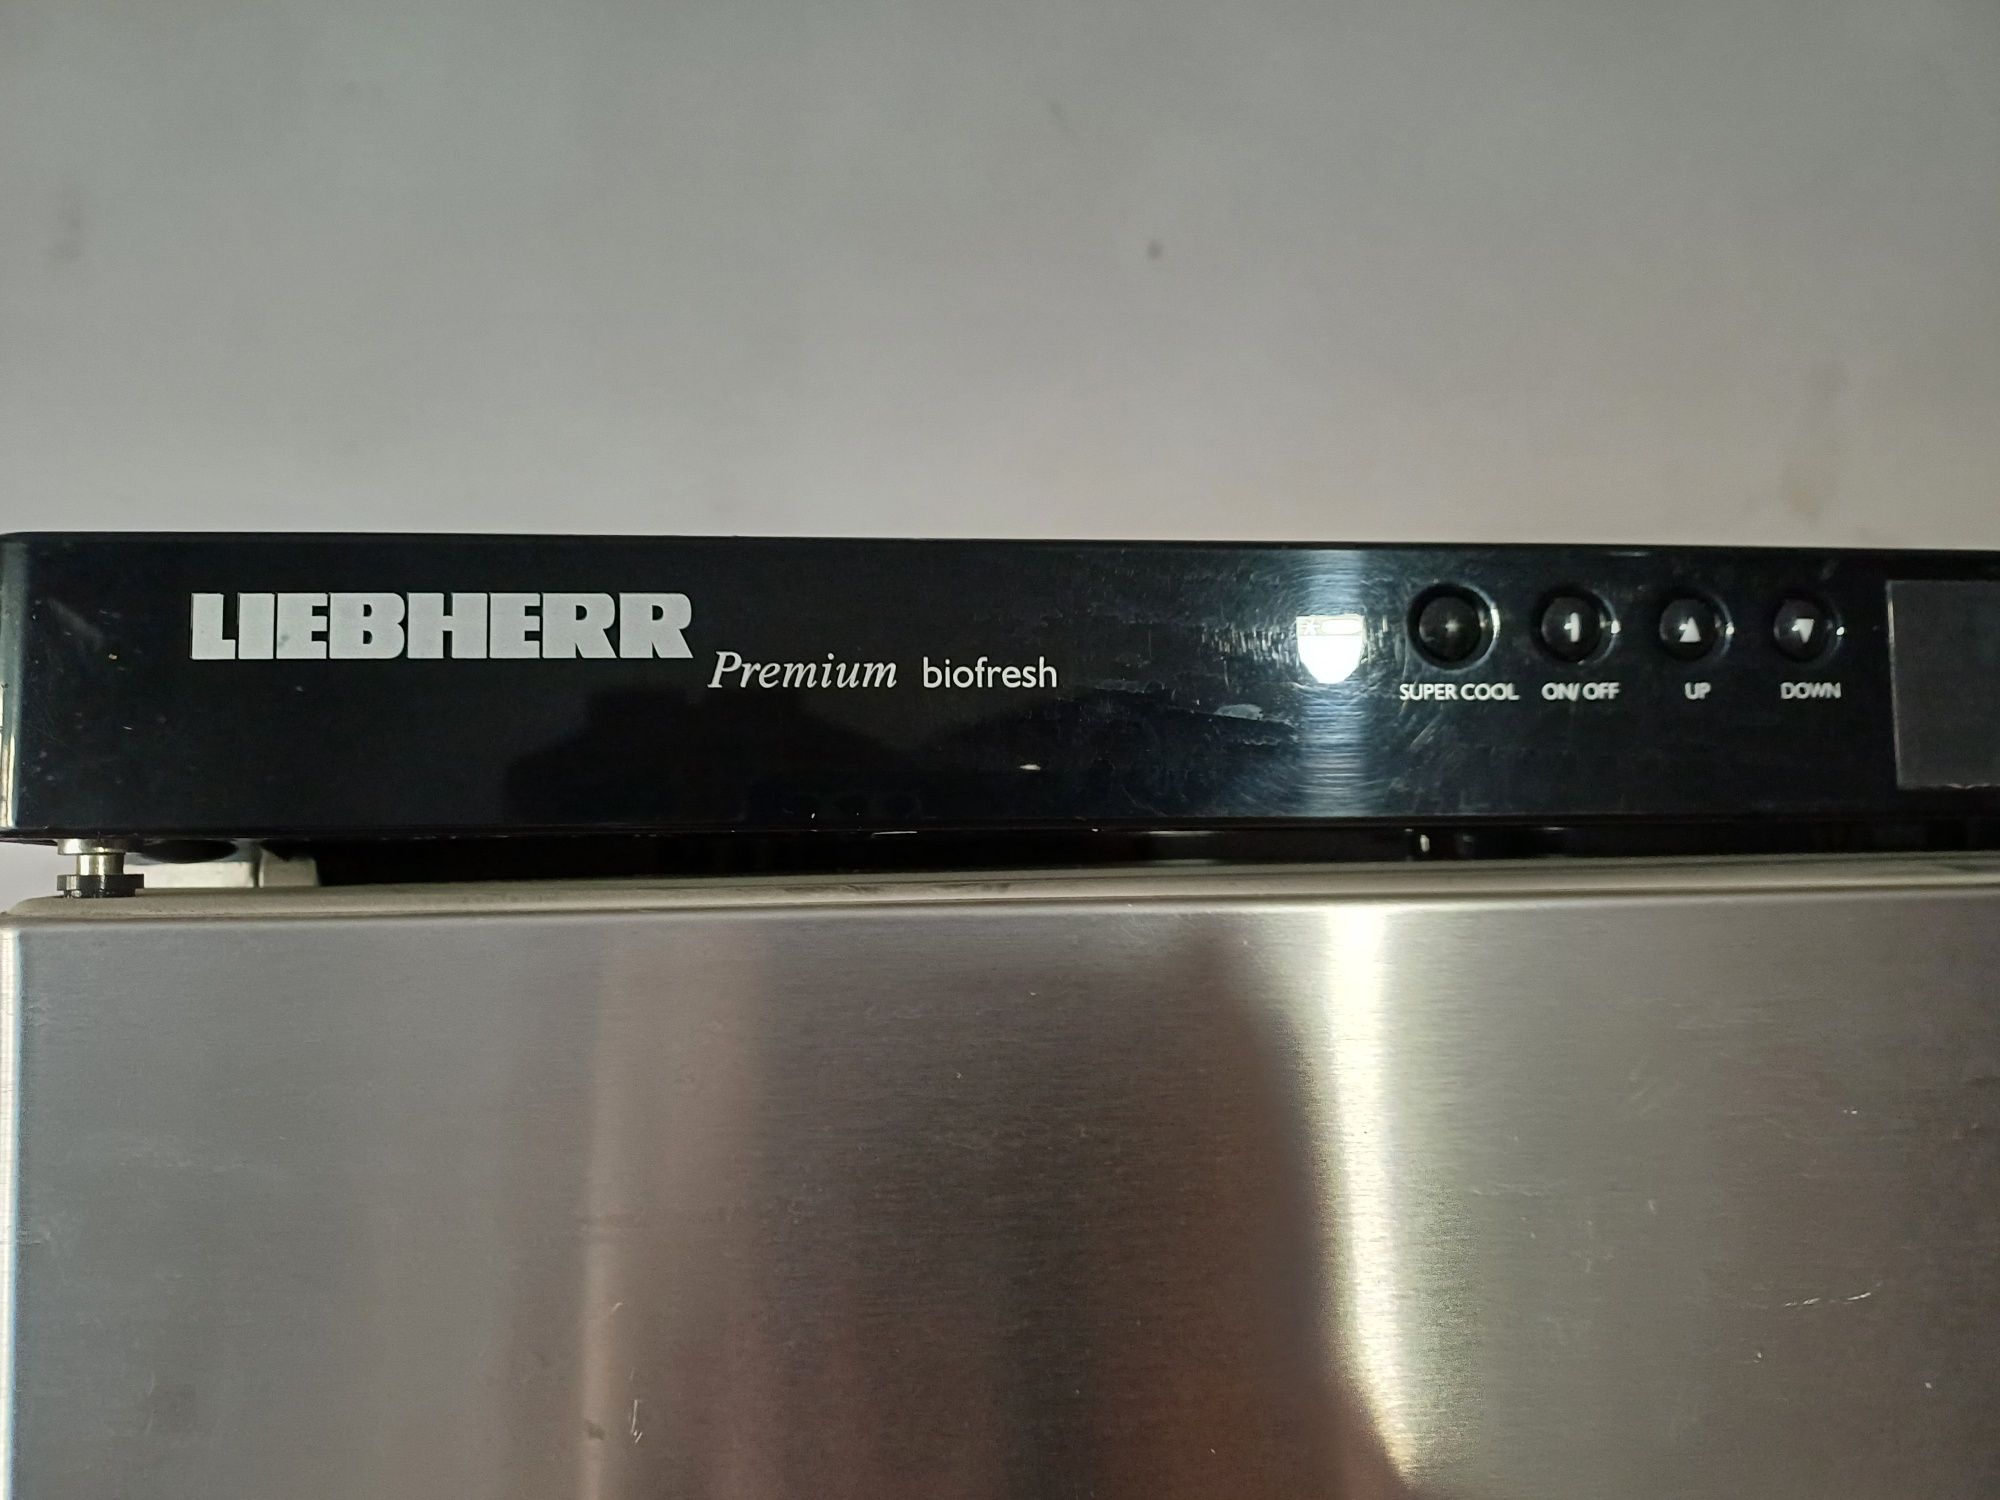 LIEBHERR
Premium biofresh
SUPER COOL ON/OFF UP DOWN